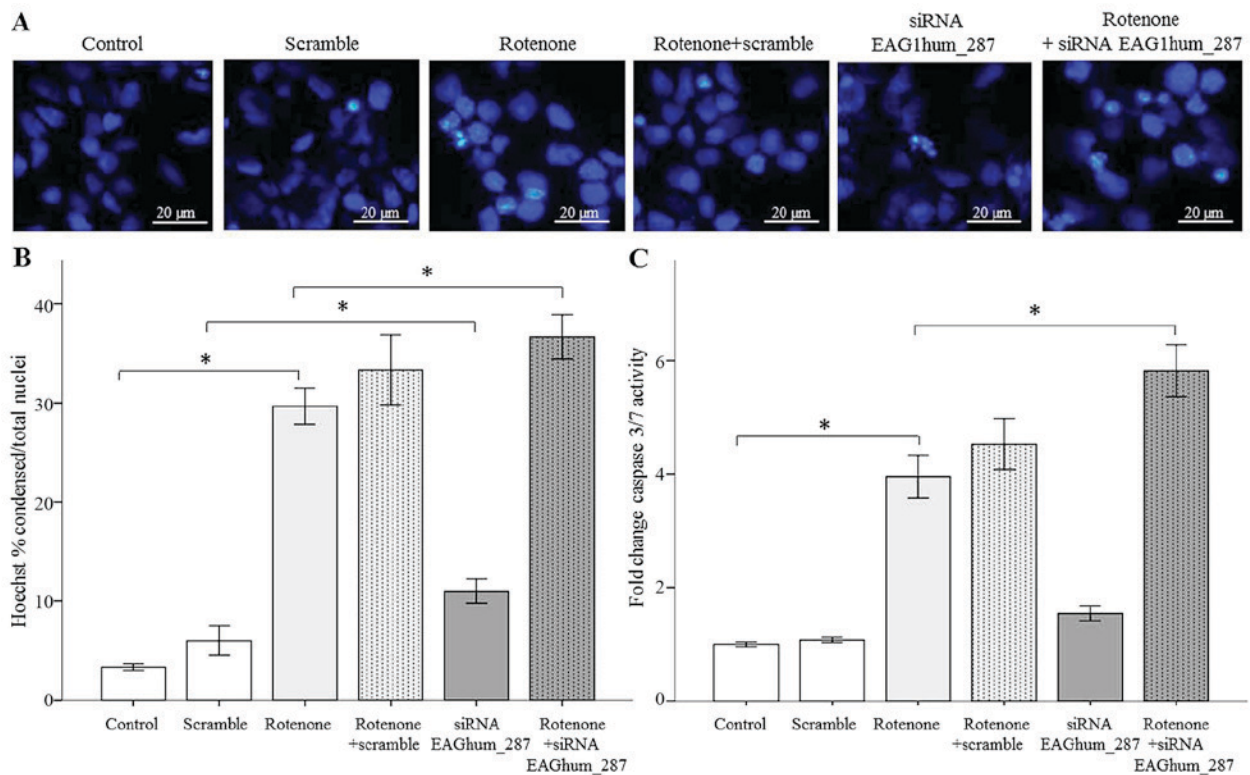 A
Control
Scramble
Rotenone
Rotenone+scramble
siRNA
EAG1hum_287
Rotenone
+ siRNA EAG1hum_287
20 µm
20 µm
20 µm
20 µm
20 µm
20 µm
B
Hoechst % condensed/total nuclei
40
30
20
10
0
*
*
*
Control
Scramble
Rotenone
Rotenone
+scramble
siRNA
EAGhum_287
Rotenone
+siRNA
EAGhum_287
C
Fold change caspase 3/7 activity
6
4
2
0
*
*
Control
Scramble
Rotenone
Rotenone
+scramble
siRNA
EAGhum_287
Rotenone
+siRNA
EAGhum_287